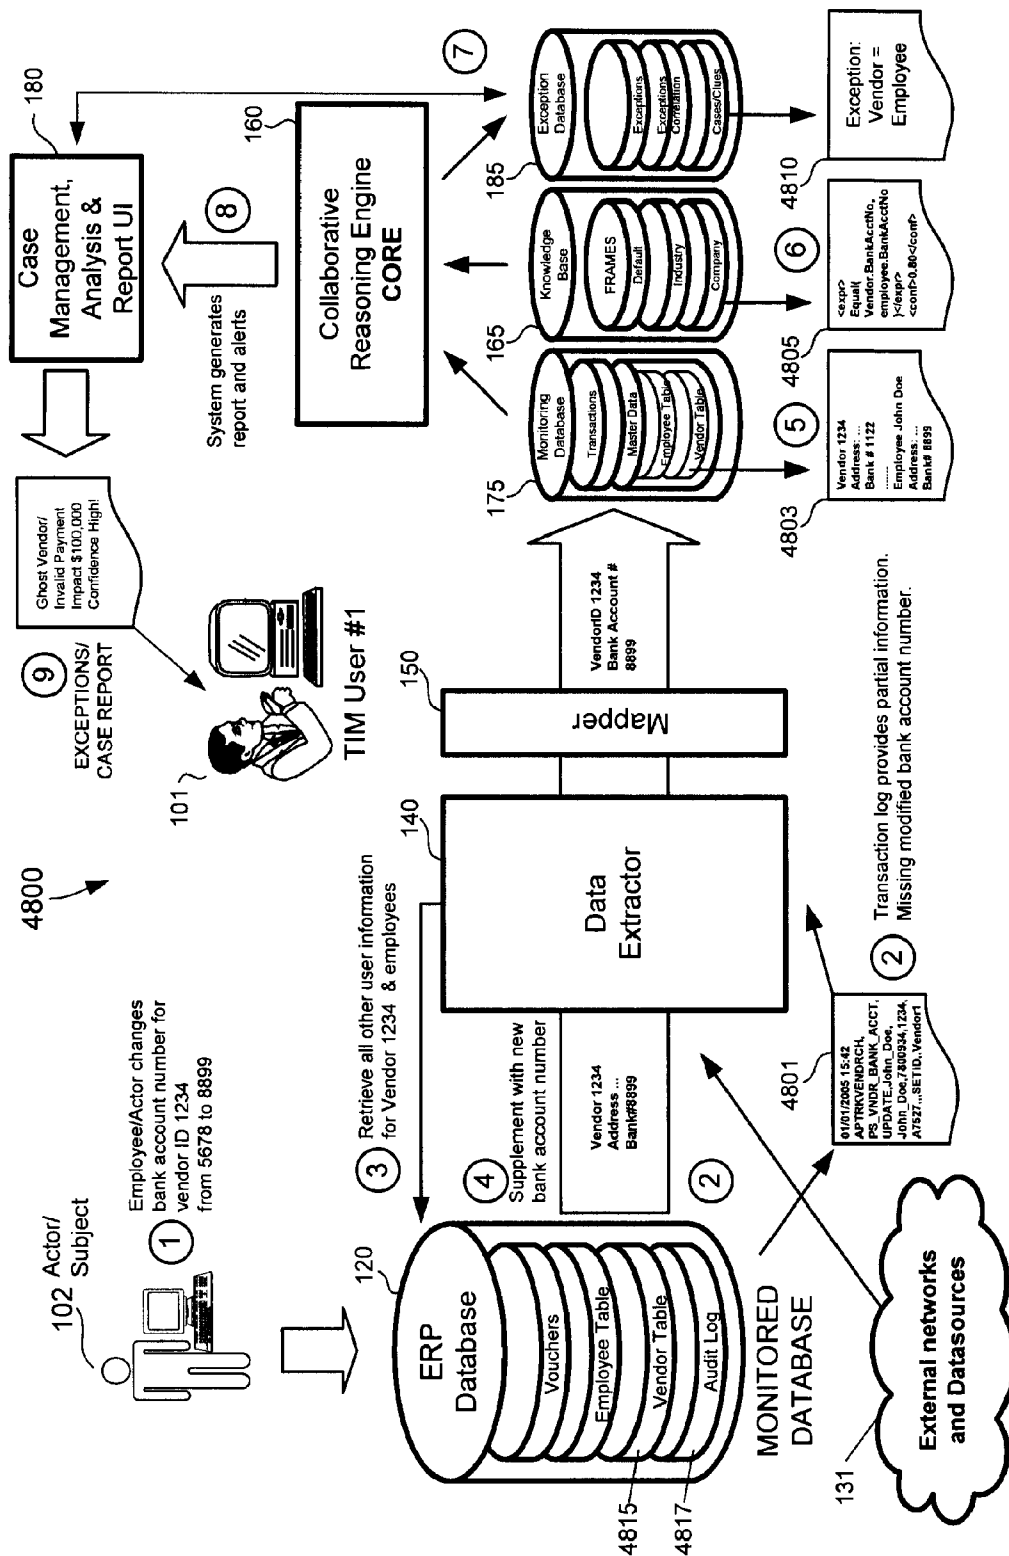 4800
102
Actor/
Subject
1
Employee/Actor changes
bank account number for
vendor ID 1234
from 5678 to 8899
120
ERP
Database
Vouchers
Employee Table
Vendor Table
Audit Log
4815
4817
MONITORED
DATABASE
131
External networks
and Datasources
3
Retrieve all other user information
for Vendor 1234 & employees
4
Supplement with new
bank account number
Vendor 1234
Address ...
Bank#8899
2
4801
01/01/2005 15:42
APTRKVENDRCH,
PS_VNDR_BANK_ACCT,
UPDATE,John_Doe,
John_Doe,7800934,1234,
A7527,,,SETID,,Vendor1
2
Transaction log provides partial information.
Missing modified bank account number.
140
Data
Extractor
150
Mapper
VendorID 1234
Bank Account #
8899
9
EXCEPTIONS/
CASE REPORT
Ghost Vendor/
Invalid Payment
Impact $100,000
Confidence High!
101
TIM User #1
180
Case
Management,
Analysis &
Report UI
8
System generates
report and alerts
160
Collaborative
Reasoning Engine
CORE
7
175
Monitoring
Database
Transactions
Master Data
Employee Table
Vendor Table
165
Knowledge
Base
FRAMES
Default
Industry
Company
185
Exception
Database
Exceptions
Exceptions
Correlation
Cases/Clues
5
4803
Vendor 1234
Address: ...
Bank # 1122
......
Employee John Doe
Address: ...
Bank# 8899
6
4805
<expr>
Equal(
Vendor.BankAcctNo,
employee.BankAcctNo
)</expr>
<conf>0.80</conf>
4810
Exception:
Vendor =
Employee